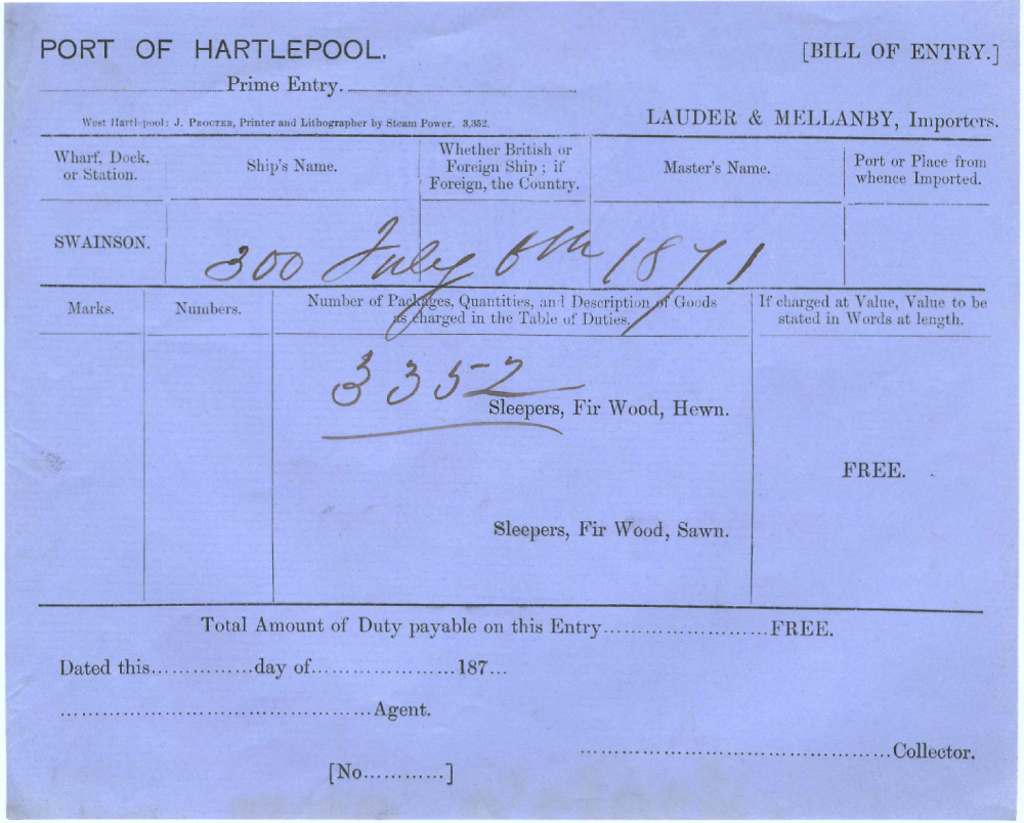 PORT OF HARTLEPOOL.
[BILL OF ENTRY.]
Prime Entry.
West Hartlepool: J. PROCTER, Printer and Lithographer by Steam Power. 3,352.
LAUDER & MELLANBY, Importers.
Wharf, Dock, or Station.
Ship's Name.
Whether British or Foreign Ship; if Foreign, the Country.
Master's Name.
Port or Place from whence Imported.
SWAINSON.
300 July 6th 1871
Marks.
Numbers.
Number of Packages, Quantities, and Description of Goods
as charged in the Table of Duties.
If charged at Value, Value to be
stated in Words at length.
3352
Sleepers, Fir Wood, Hewn.
FREE.
Sleepers, Fir Wood, Sawn.
Total Amount of Duty payable on this Entry.......................FREE.
Dated this..............day of....................187...
............................................Agent.
............................................Collector.
[No...........]